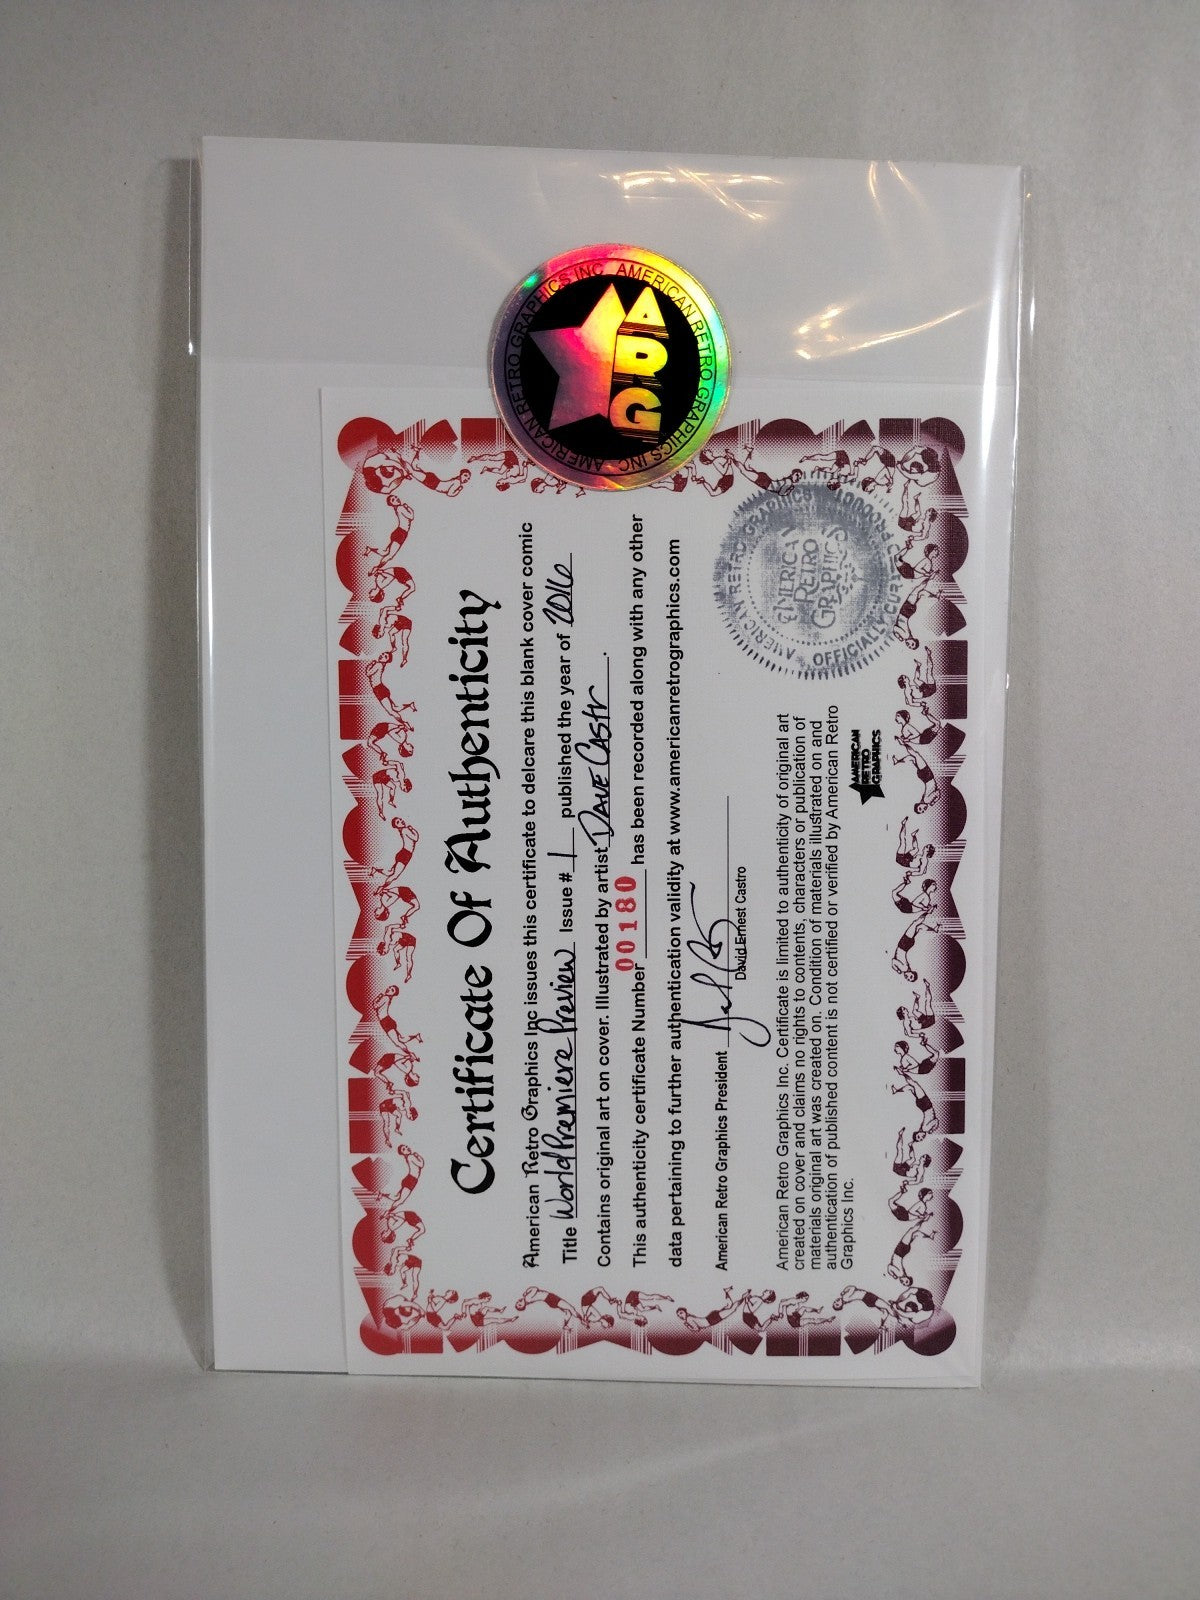 AMERICAN RETRO GRAPHICS INC AMERICAN RETRO GRAPHICS INC
ARG
Certificate Of Authenticity
American Retro Graphics Inc issues this certificate to delcare this blank cover comic
Title World Premiere Preview Issue # 1 published the year of 2016
Contains original art on cover. Illustrated by artist Dave Castr.
This authenticity certificate Number 00180 has been recorded along with any other
data pertaining to further authentication validity at www.americanretrographics.com
American Retro Graphics President
David Ernest Castro
AMERICAN RETRO GRAPHICS
OFFICIAL
AMERICAN
RETRO
GRAPHICS
American Retro Graphics Inc. Certificate is limited to authenticity of original art
created on cover and claims no rights to contents, characters or publication of
materials original art was created on. Condition of materials illustrated on and
authentication of published content is not certified or verified by American Retro
Graphics Inc.
AMERICAN
RETRO
GRAPHICS